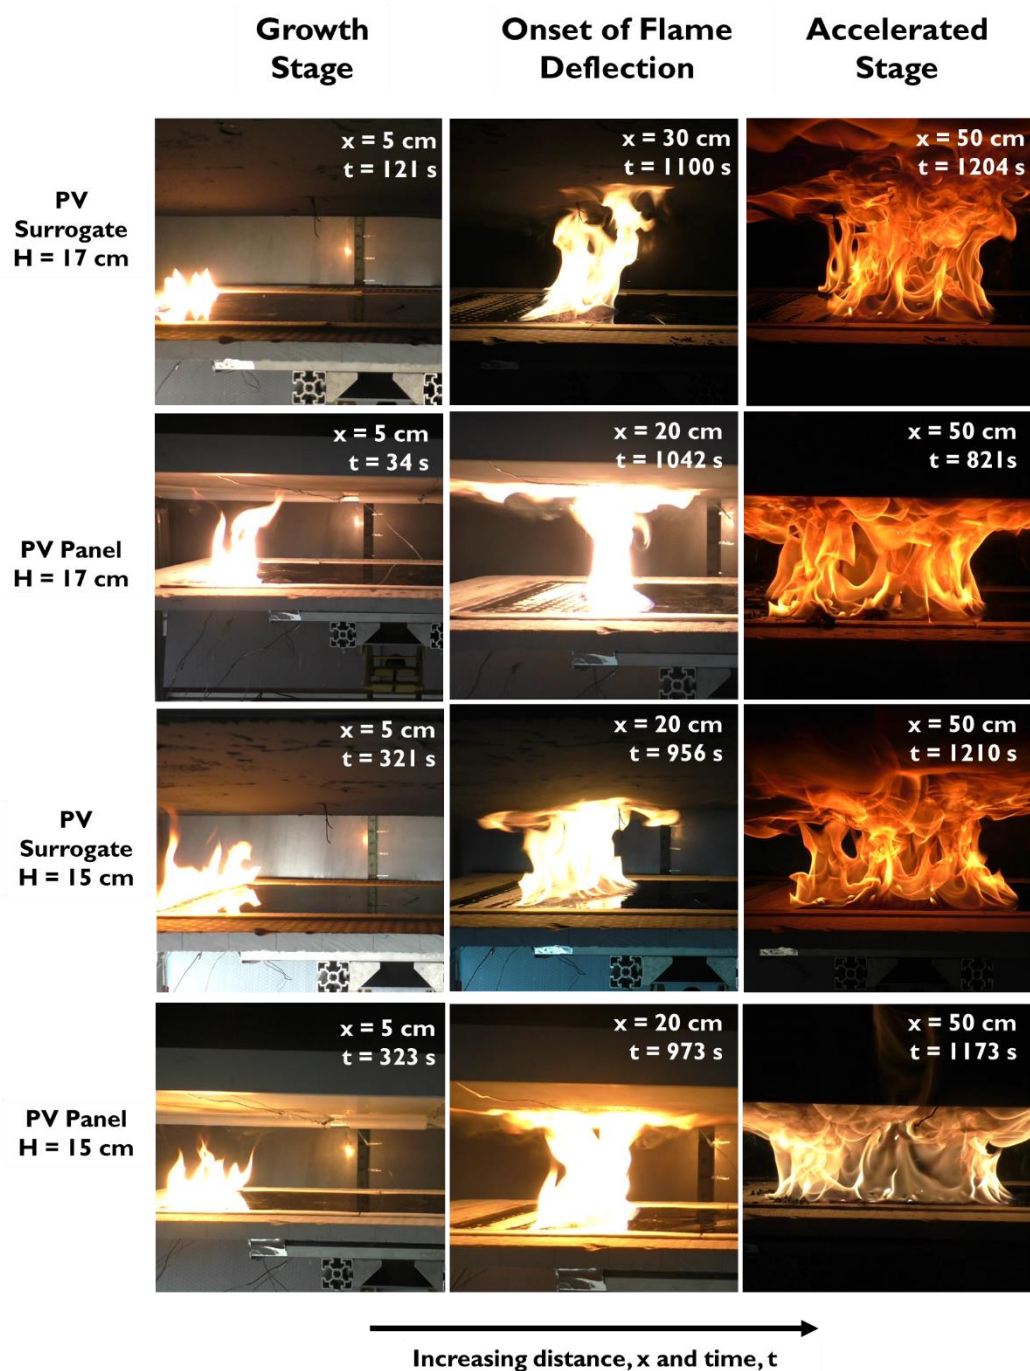 Growth
Stage
Onset of Flame
Deflection
Accelerated
Stage
PV
Surrogate
H = 17 cm
x = 5 cm
t = 121 s
x = 30 cm
t = 1100 s
x = 50 cm
t = 1204 s
PV Panel
H = 17 cm
x = 5 cm
t = 34 s
x = 20 cm
t = 1042 s
x = 50 cm
t = 821s
PV
Surrogate
H = 15 cm
x = 5 cm
t = 321 s
x = 20 cm
t = 956 s
x = 50 cm
t = 1210 s
PV Panel
H = 15 cm
x = 5 cm
t = 323 s
x = 20 cm
t = 973 s
x = 50 cm
t = 1173 s
Increasing distance, x and time, t